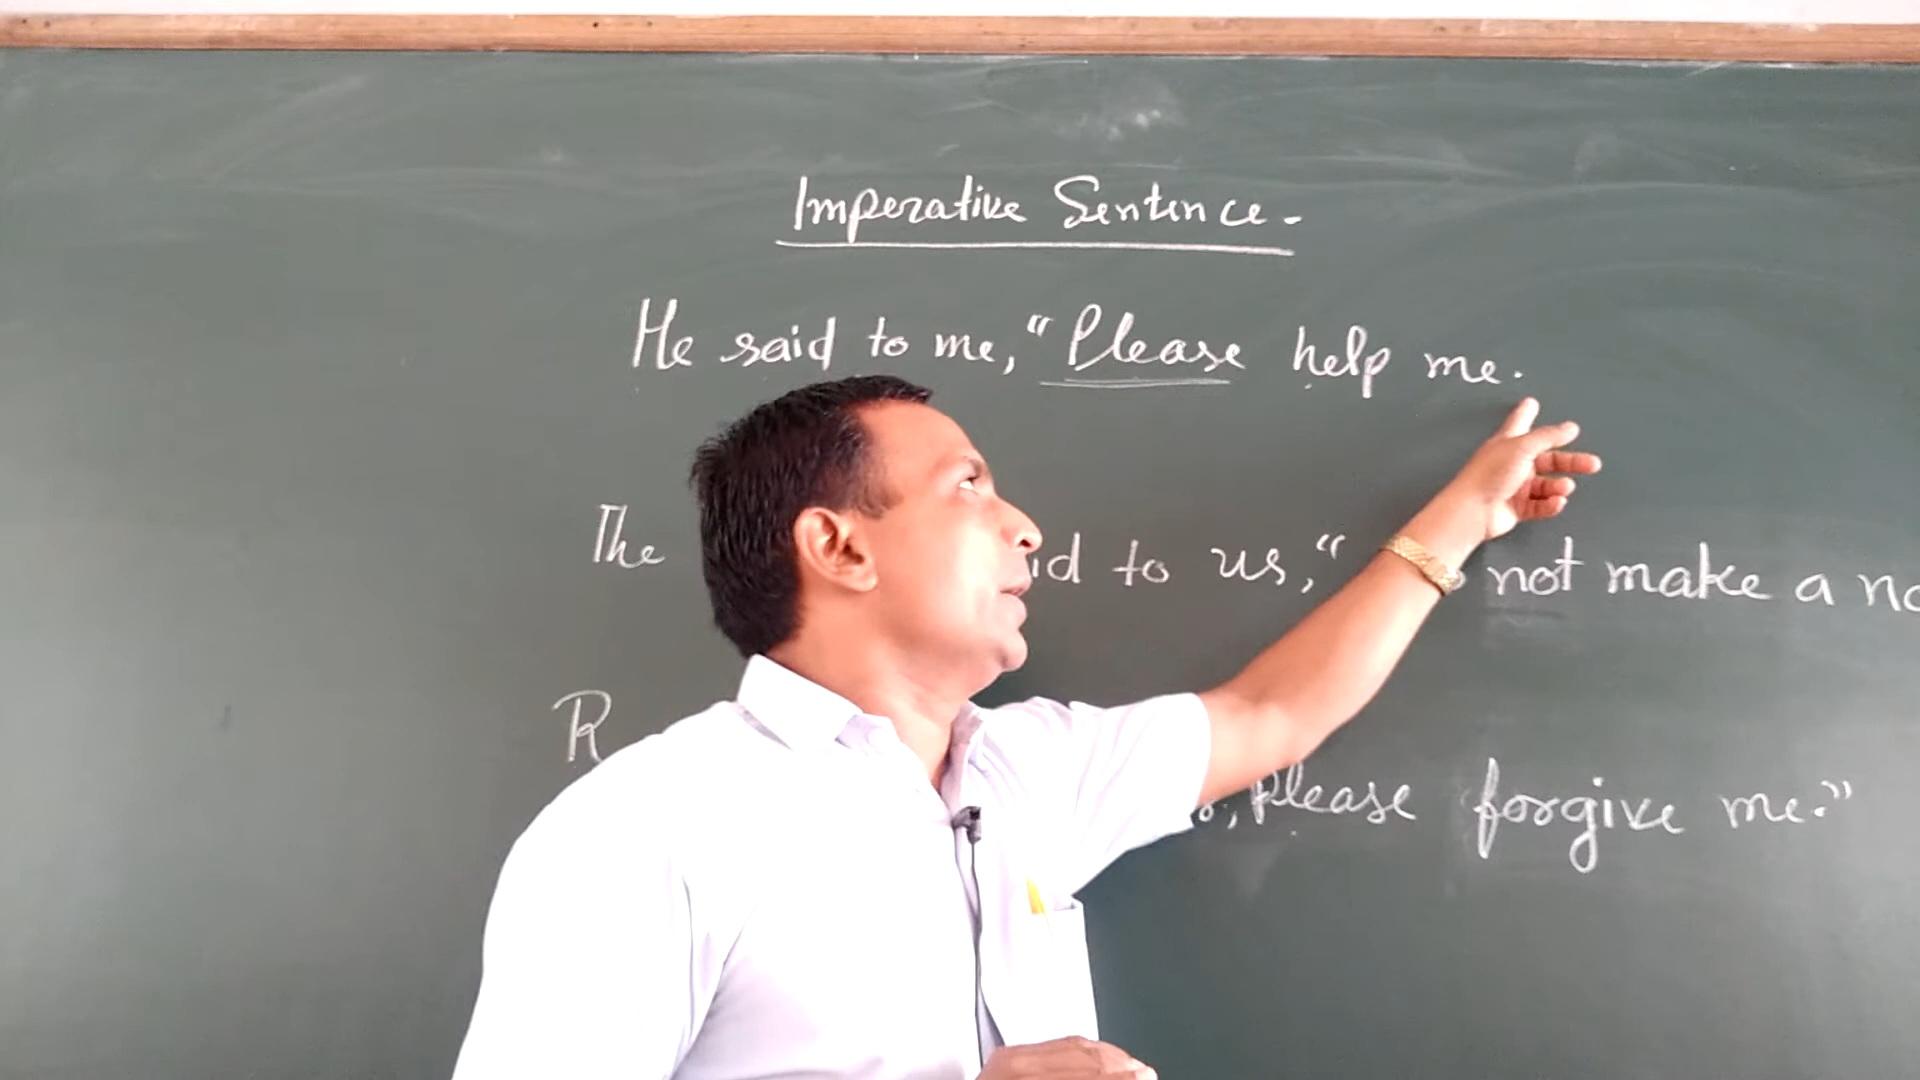 Imperative Sentence.
He said to me, “Please help me.
The id to us, “ not make a no
R , Please forgive me.”